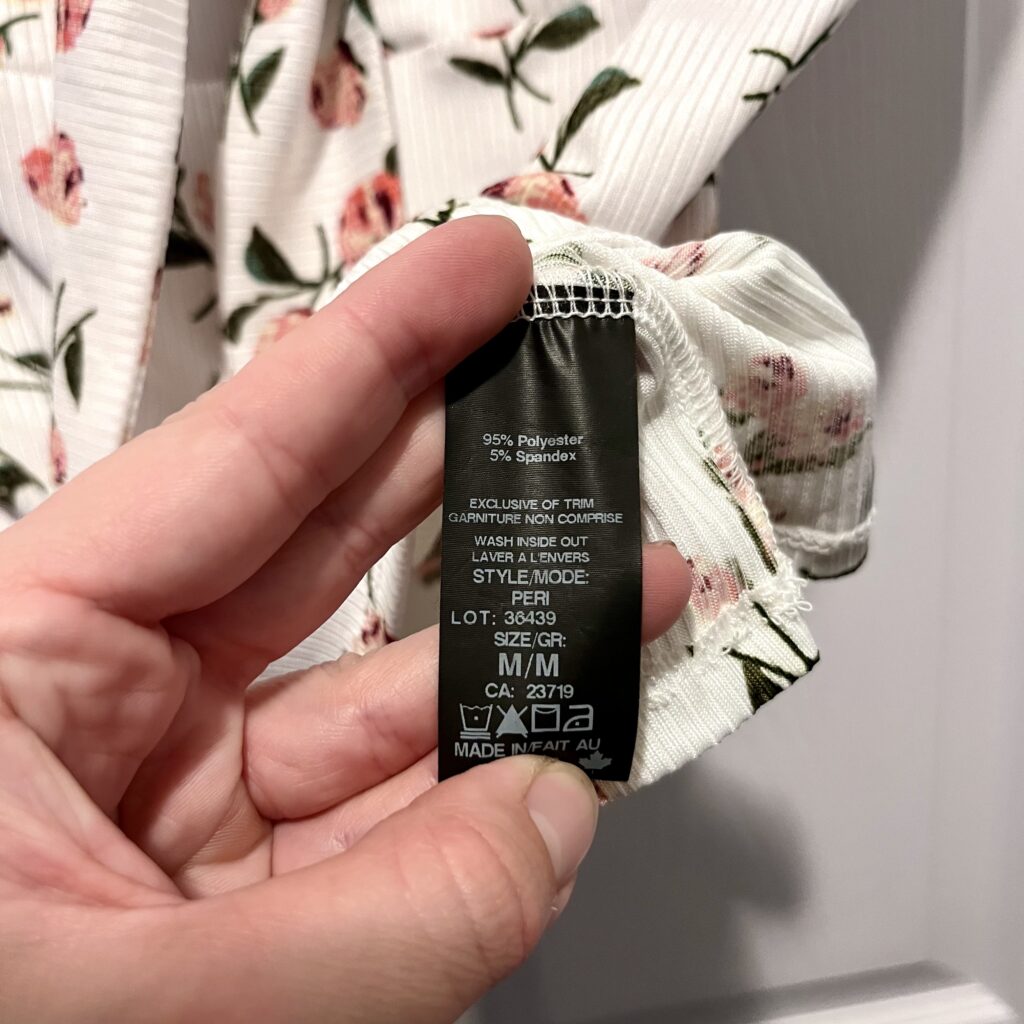 95% Polyester
5% Spandex
EXCLUSIVE OF TRIM
GARNITURE NON COMPRISE
WASH INSIDE OUT
LAVER A L'ENVERS
STYLE/MODE:
PERI
LOT: 36439
SIZE/GR:
M/M
CA: 23719
MADE IN/FAIT AU